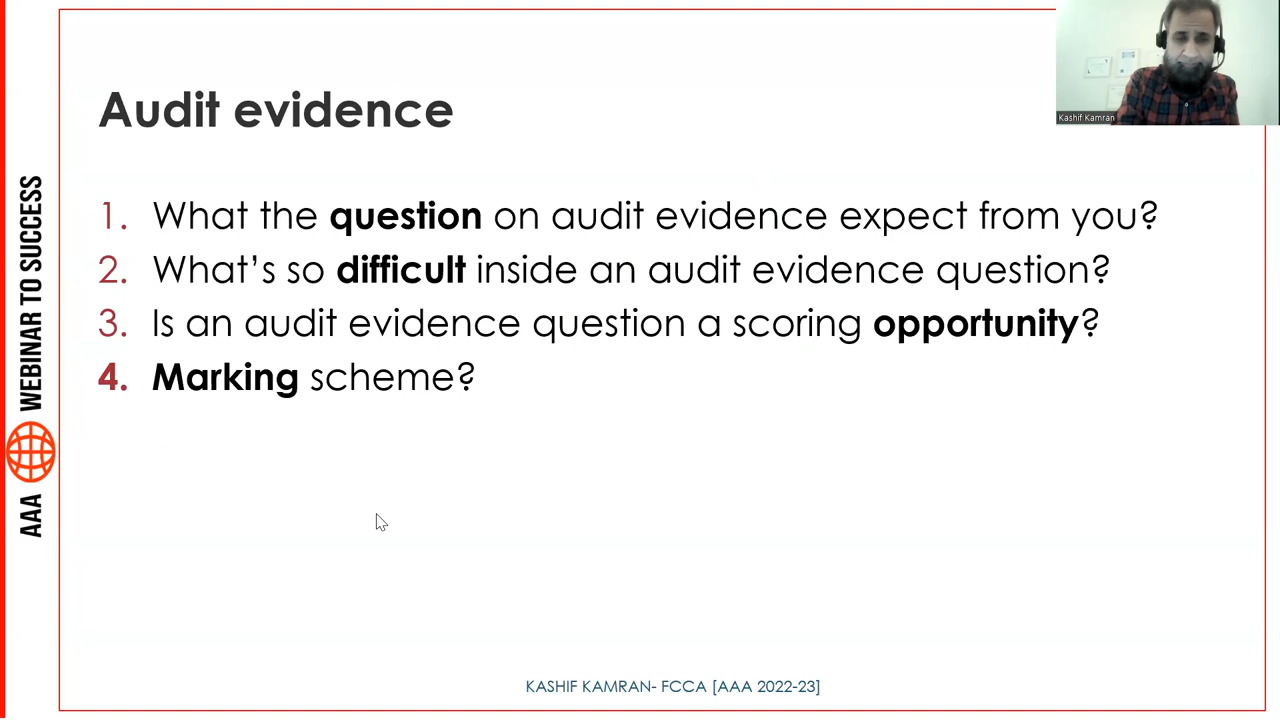 Audit evidence
1. What the question on audit evidence expect from you?
2. What's so difficult inside an audit evidence question?
3. Is an audit evidence question a scoring opportunity?
4. Marking scheme?
AAA WEBINAR TO SUCCESS
Kashif Kamran
KASHIF KAMRAN- FCCA [AAA 2022-23]